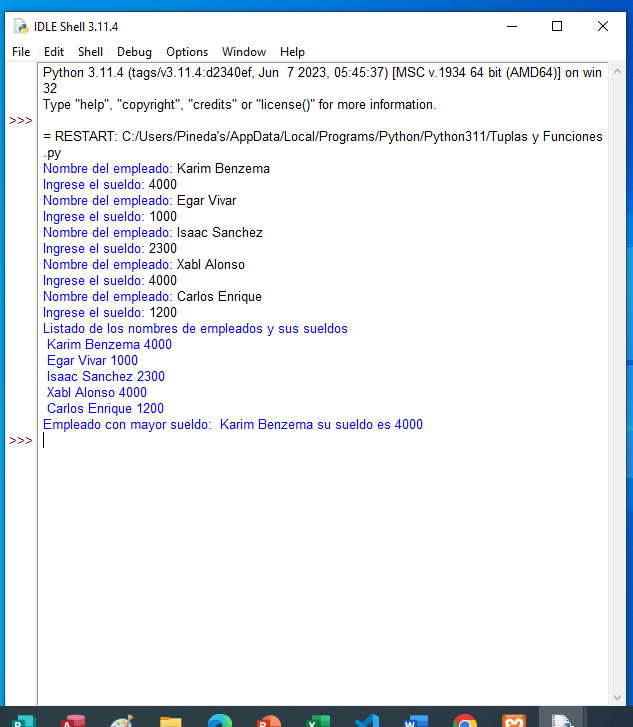 IDLE Shell 3.11.4
File Edit Shell Debug Options Window Help
Python 3.11.4 (tags/v3.11.4:d2340ef, Jun  7 2023, 05:45:37) [MSC v.1934 64 bit (AMD64)] on win
32
Type "help", "copyright", "credits" or "license()" for more information.
>>>
= RESTART: C:/Users/Pineda's/AppData/Local/Programs/Python/Python311/Tuplas y Funciones
.py
Nombre del empleado: Karim Benzema
Ingrese el sueldo: 4000
Nombre del empleado: Egar Vivar
Ingrese el sueldo: 1000
Nombre del empleado: Isaac Sanchez
Ingrese el sueldo: 2300
Nombre del empleado: Xabl Alonso
Ingrese el sueldo: 4000
Nombre del empleado: Carlos Enrique
Ingrese el sueldo: 1200
Listado de los nombres de empleados y sus sueldos
Karim Benzema 4000
Egar Vivar 1000
Isaac Sanchez 2300
Xabl Alonso 4000
Carlos Enrique 1200
Empleado con mayor sueldo:  Karim Benzema su sueldo es 4000
>>>